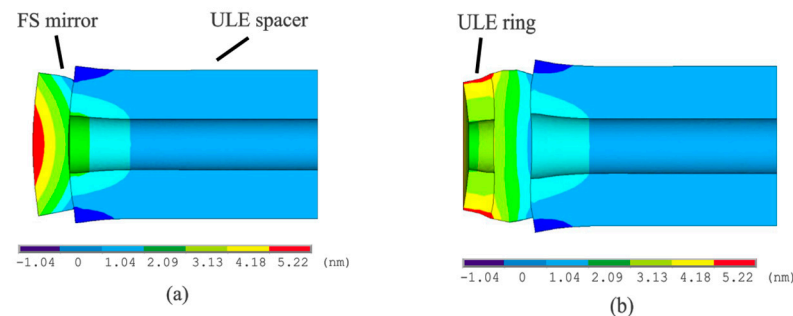 FS mirror
ULE spacer
ULE ring
-1.04 0 1.04 2.09 3.13 4.18 5.22 (nm)
-1.04 0 1.04 2.09 3.13 4.18 5.22 (nm)
(a)
(b)